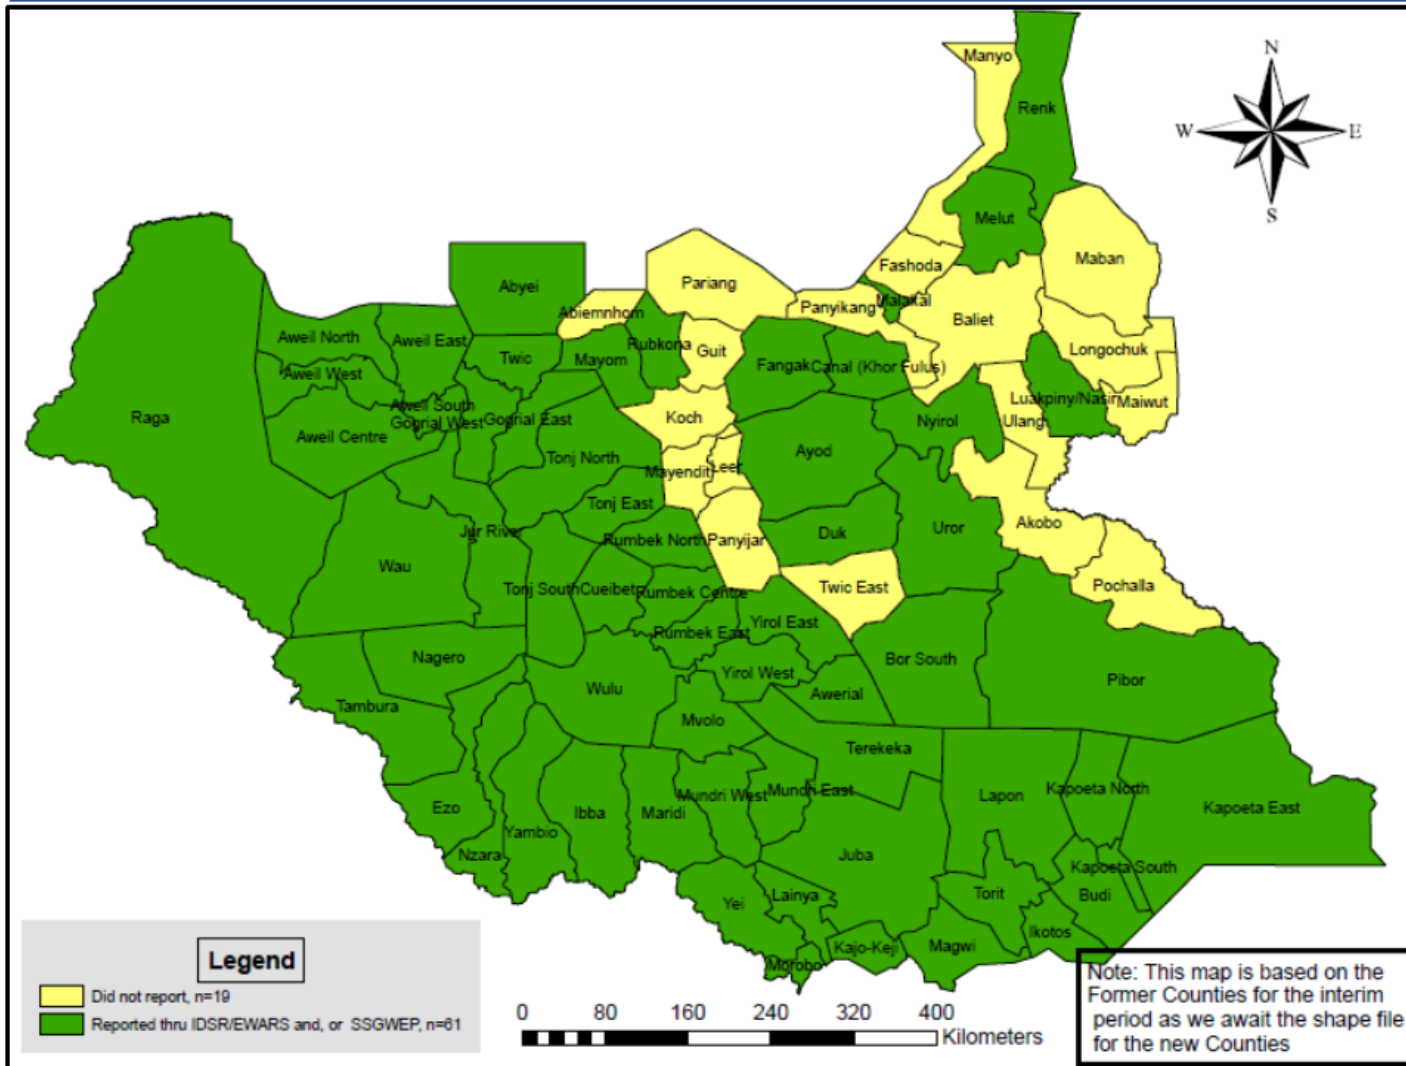 N
Manyo
Renk
W
E
Melut
S
Fashoda
Maban
Abyei
Pariang
Abiemnhom
Panyikang
Malakal
Baliet
Aweil North
Aweil East
Twic
Mayom
Rubkona
Guit
Fangak
Canal (Khor Fulus)
Longochuk
Aweil West
Raga
Aweil South
Gogrial West
Gogrial East
Koch
Nyirol
Luakpiny/Nasir
Ulang
Maiwut
Aweil Centre
Tonj North
Mayendit
Leer
Ayod
Tonj East
Jur River
Rumbek North
Panyijar
Duk
Uror
Akobo
Wau
Tonj South
Cueibet
Rumbek Centre
Twic East
Pochalla
Rumbek East
Yirol East
Nagero
Wulu
Yirol West
Awerial
Bor South
Pibor
Tambura
Mvolo
Terekeka
Ezo
Ibba
Maridi
Mundri West
Mundri East
Lapon
Kapoeta North
Kapoeta East
Nzara
Yambio
Juba
Kapoeta South
Yei
Lainya
Torit
Budi
Morobo
Kajo-Keji
Magwi
Ikotos
Legend
Did not report, n=19
Reported thru IDSR/EWARS and, or SSGWEP, n=61
0 80 160 240 320 400
Kilometers
Note: This map is based on the
Former Counties for the interim
period as we await the shape file
for the new Counties